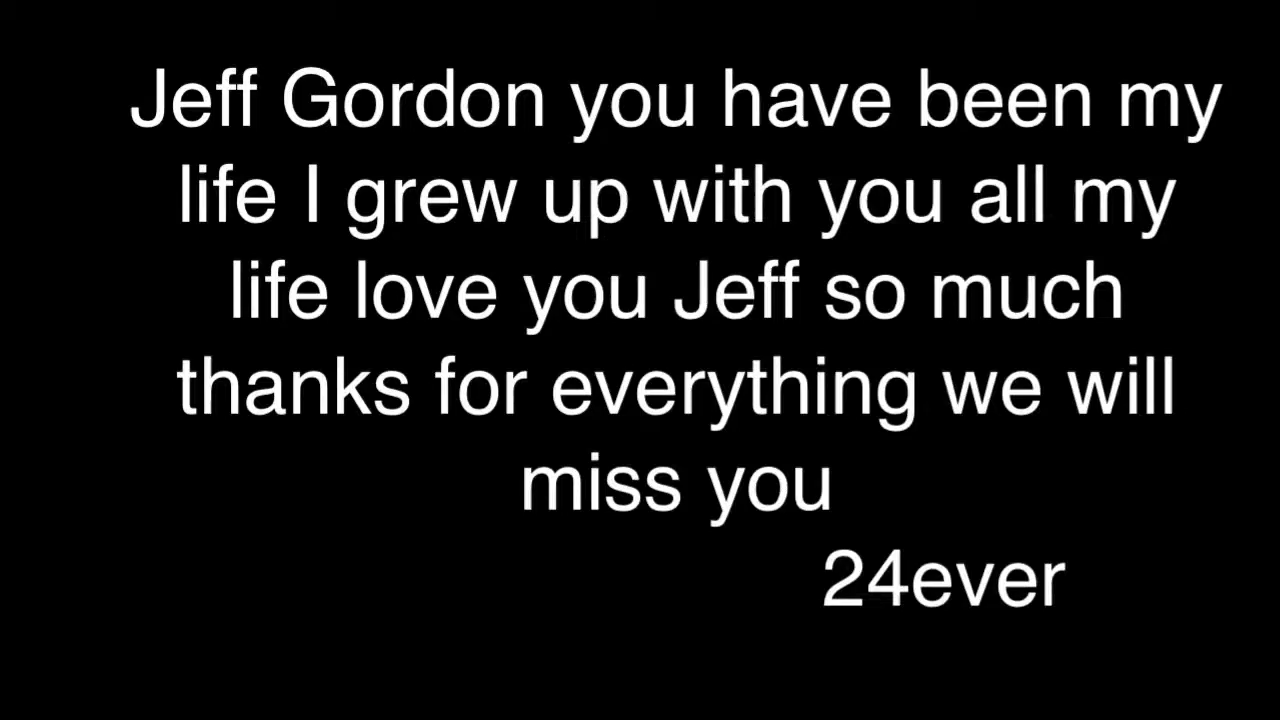 Jeff Gordon you have been my
life I grew up with you all my
life love you Jeff so much
thanks for everything we will
miss you
24ever